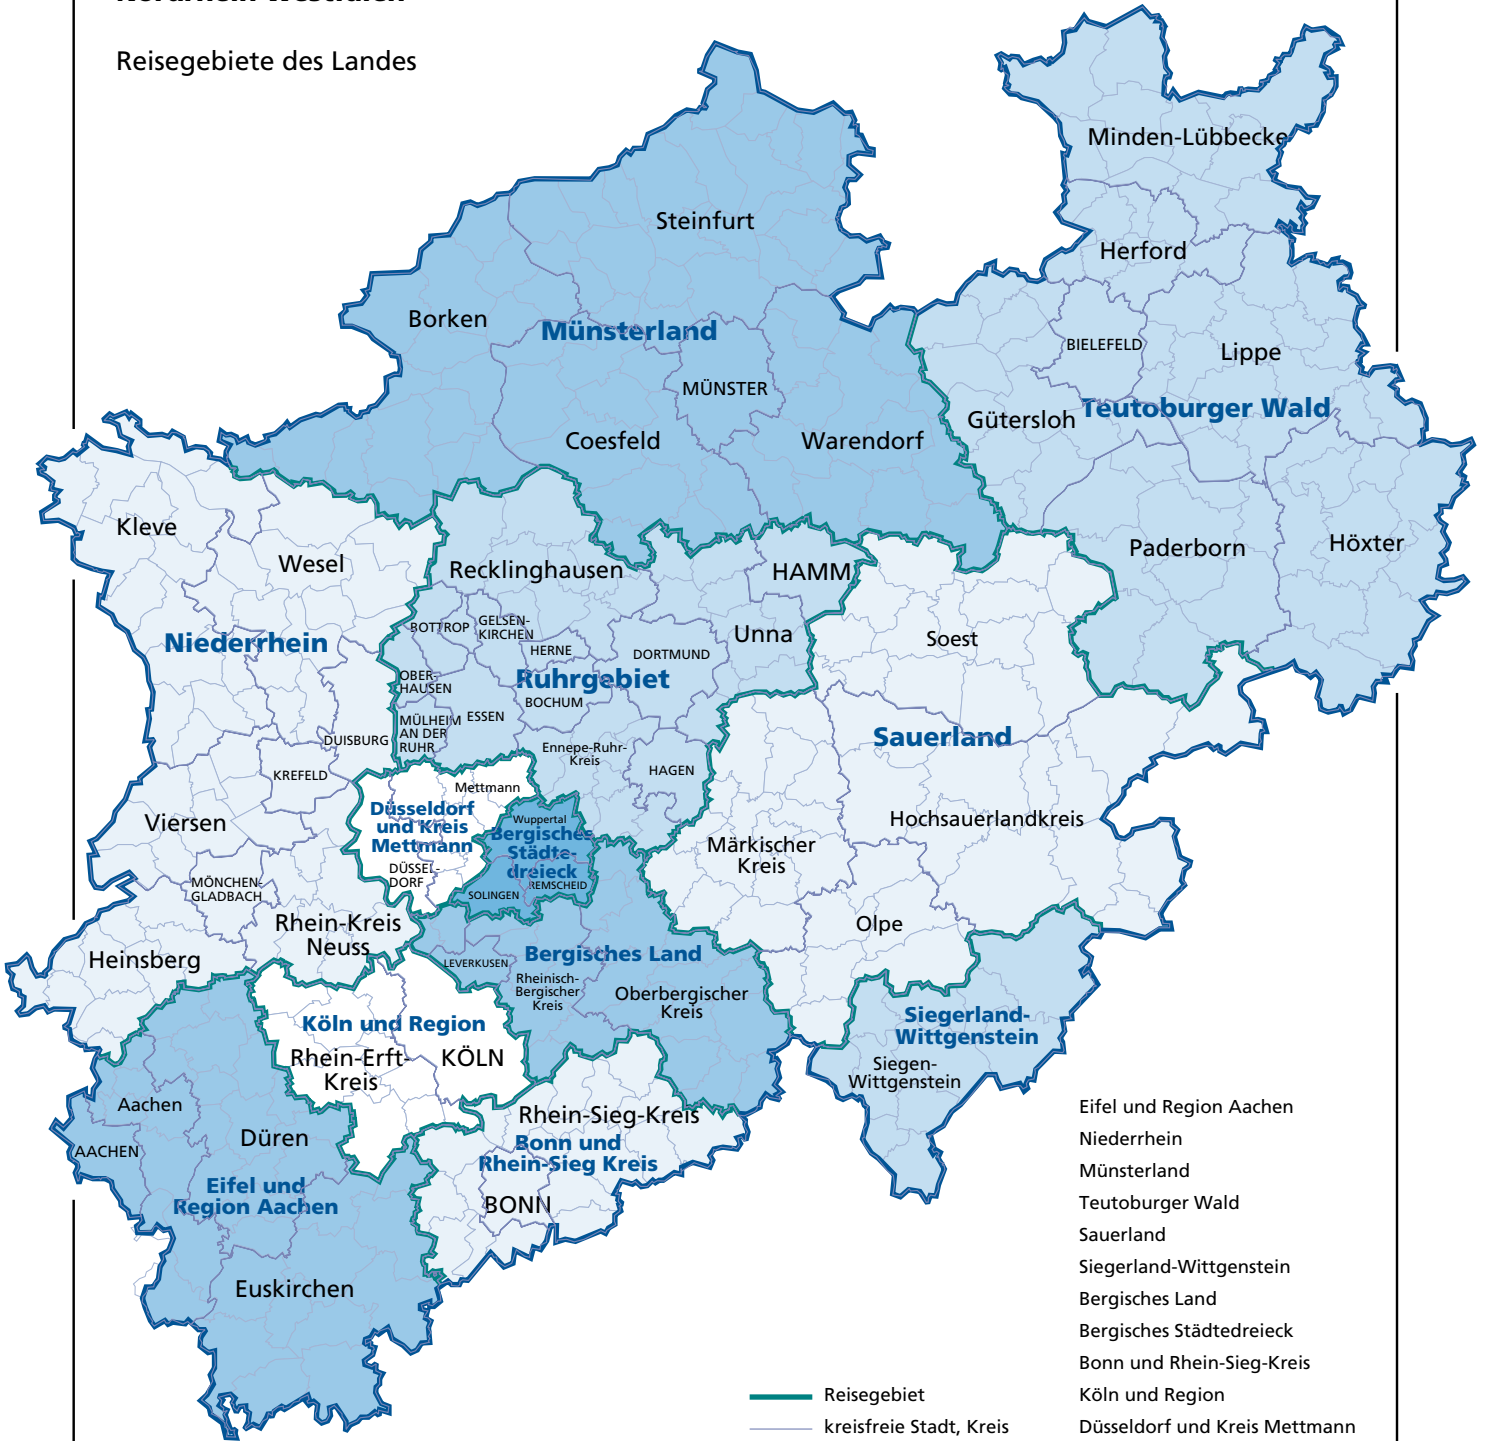 Nordrhein-Westfalen
Reisegebiete des Landes
Minden-Lübbecke
Steinfurt
Herford
Borken
Münsterland
BIELEFELD
Lippe
MÜNSTER
Teutoburger Wald
Gütersloh
Coesfeld
Warendorf
Kleve
Wesel
Recklinghausen
HAMM
Paderborn
Höxter
BOTTROP
GELSEN-
KIRCHEN
Niederrhein
HERNE
DORTMUND
Unna
Soest
OBER-
HAUSEN
Ruhrgebiet
BOCHUM
ESSEN
MÜLHEIM
AN DER
RUHR
DUISBURG
Sauerland
Ennepe-Ruhr-
Kreis
HAGEN
KREFELD
Mettmann
Düsseldorf
und Kreis
Mettmann
Wuppertal
Bergisches
Städte-
dreieck
Viersen
Hochsauerlandkreis
Märkischer
Kreis
DÜSSEL-
DORF
SOLINGEN
REMSCHEID
MÖNCHEN-
GLADBACH
Rhein-Kreis
Neuss
Olpe
Heinsberg
LEVERKUSEN
Bergisches Land
Rheinisch-
Bergischer
Kreis
Oberbergischer
Kreis
Köln und Region
Siegerland-
Wittgenstein
Rhein-Erft-
Kreis
KÖLN
Siegen-
Wittgenstein
Aachen
Rhein-Sieg-Kreis
Düren
AACHEN
Bonn und
Rhein-Sieg Kreis
Eifel und
Region Aachen
BONN
Euskirchen
Eifel und Region Aachen
Niederrhein
Münsterland
Teutoburger Wald
Sauerland
Siegerland-Wittgenstein
Bergisches Land
Bergisches Städtedreieck
Bonn und Rhein-Sieg-Kreis
Reisegebiet
Köln und Region
kreisfreie Stadt, Kreis
Düsseldorf und Kreis Mettmann